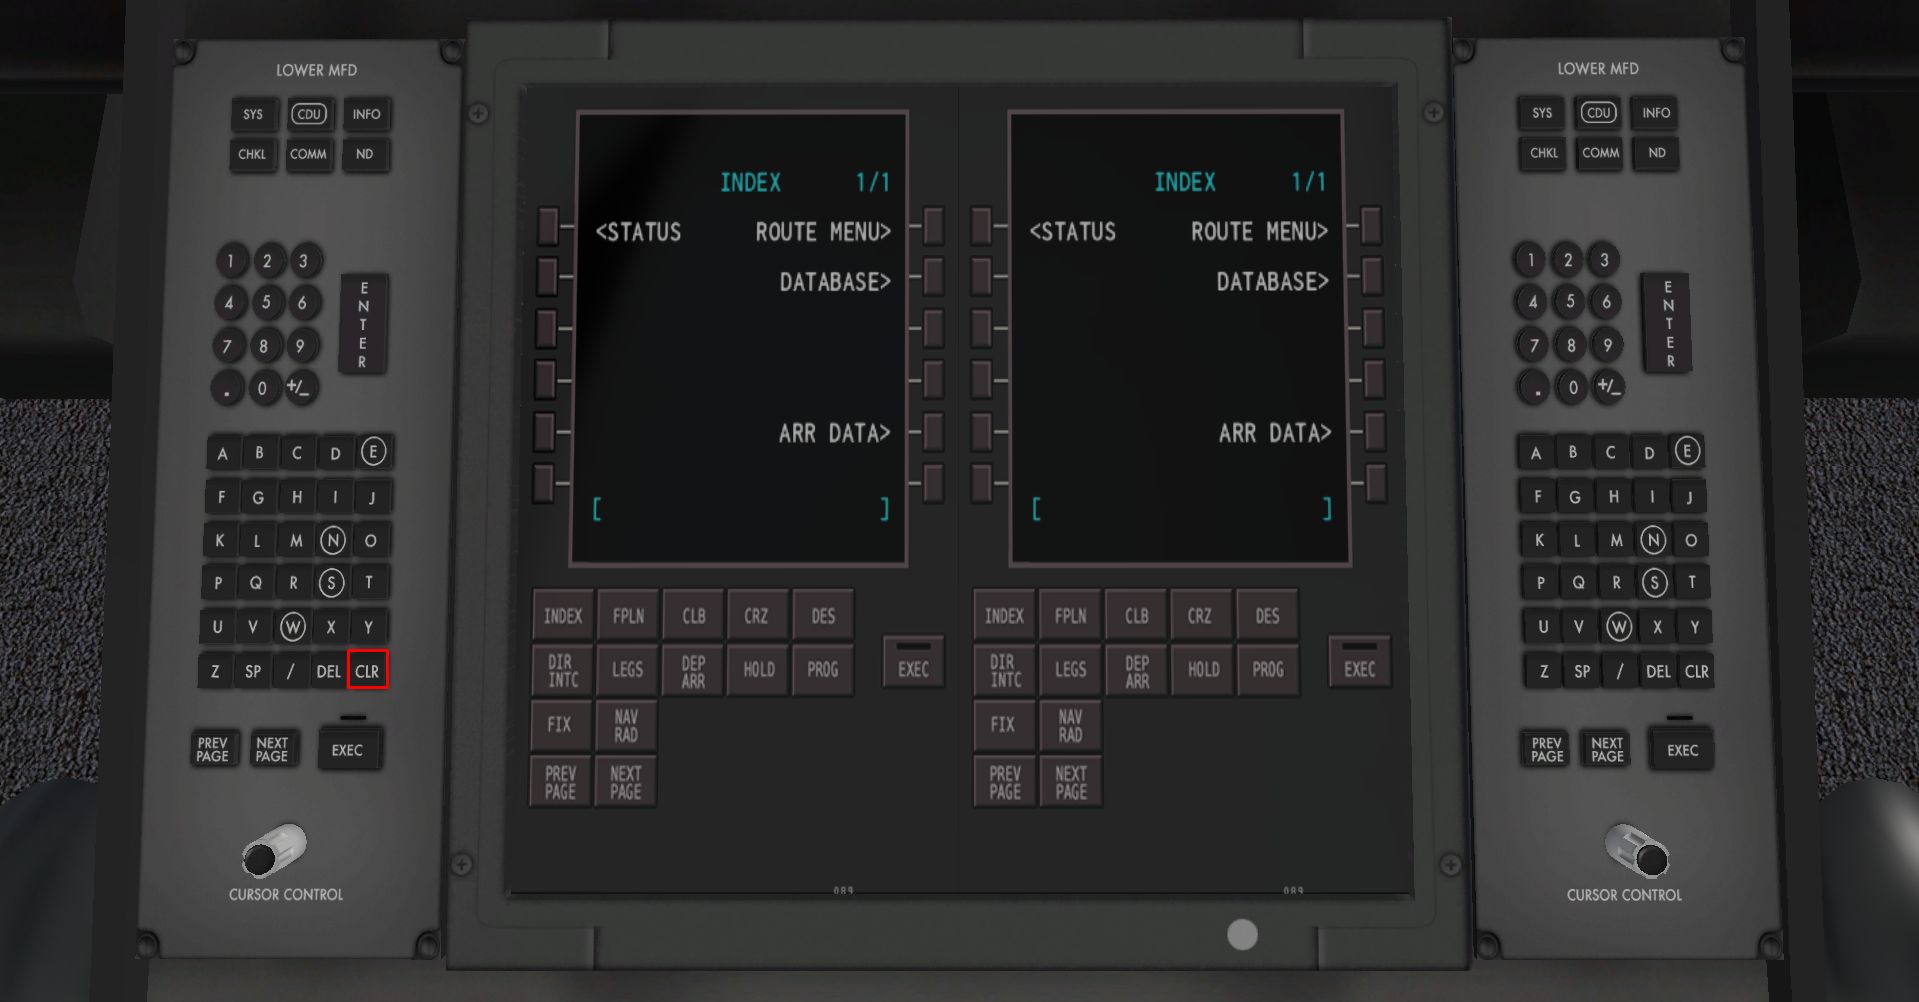 LOWER MFD
SYS CDU INFO
CHKL COMM ND
1 2 3
4 5 6
7 8 9
. 0 +/-
ENTER
A B C D E
F G H I J
K L M N O
P Q R S T
U V W X Y
Z SP / DEL CLR
PREV PAGE NEXT PAGE EXEC
CURSOR CONTROL
INDEX 1/1
<STATUS ROUTE MENU>
DATABASE>
ARR DATA>
[ ]
INDEX FPLN CLB CRZ DES
DIR INTC LEGS DEP ARR HOLD PROG EXEC
FIX NAV RAD
PREV PAGE NEXT PAGE
089
INDEX 1/1
<STATUS ROUTE MENU>
DATABASE>
ARR DATA>
[ ]
INDEX FPLN CLB CRZ DES
DIR INTC LEGS DEP ARR HOLD PROG EXEC
FIX NAV RAD
PREV PAGE NEXT PAGE
089
LOWER MFD
SYS CDU INFO
CHKL COMM ND
1 2 3
4 5 6
7 8 9
. 0 +/-
ENTER
A B C D E
F G H I J
K L M N O
P Q R S T
U V W X Y
Z SP / DEL CLR
PREV PAGE NEXT PAGE EXEC
CURSOR CONTROL